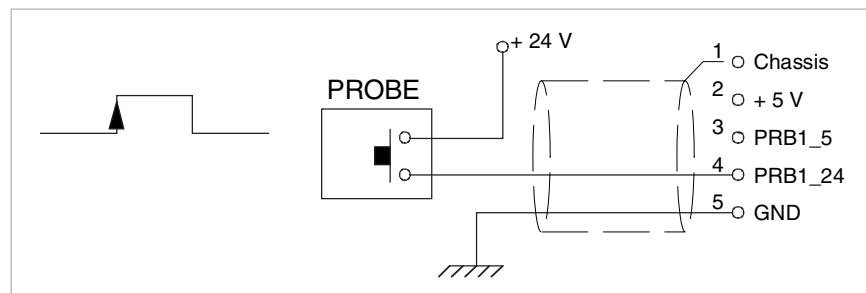 + 24 V
PROBE
1 Chassis
2 + 5 V
3 PRB1_5
4 PRB1_24
5 GND